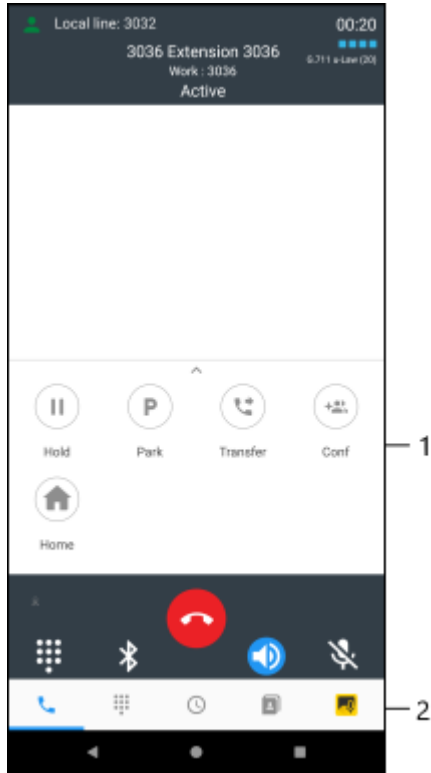 Local line: 3032
00:20
3036 Extension 3036
G.711 a-Law (20)
Work : 3036
Active
P
Hold
Park
Transfer
Conf
1
Home
2